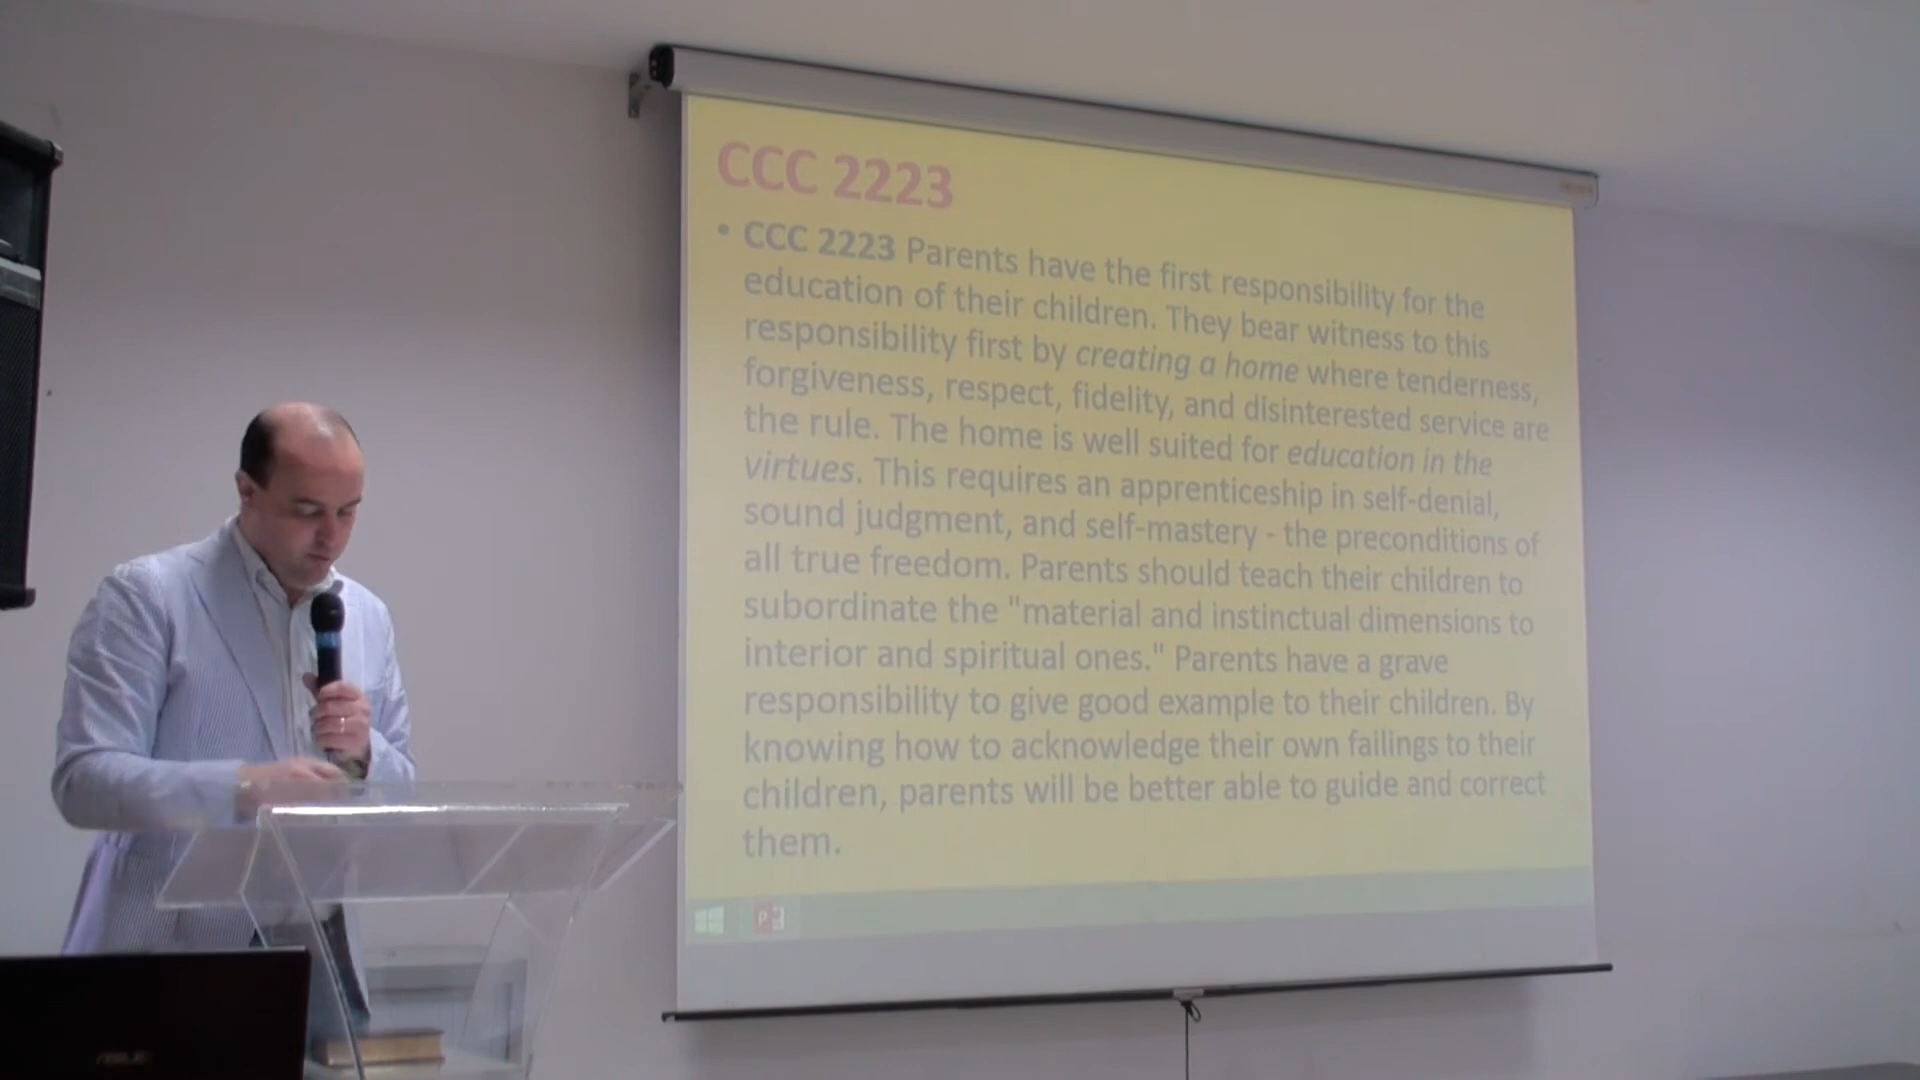 CCC 2223
• CCC 2223 Parents have the first responsibility for the
education of their children. They bear witness to this
responsibility first by creating a home where tenderness,
forgiveness, respect, fidelity, and disinterested service are
the rule. The home is well suited for education in the
virtues. This requires an apprenticeship in self-denial,
sound judgment, and self-mastery - the preconditions of
all true freedom. Parents should teach their children to
subordinate the "material and instinctual dimensions to
interior and spiritual ones." Parents have a grave
responsibility to give good example to their children. By
knowing how to acknowledge their own failings to their
children, parents will be better able to guide and correct
them.
P
ASUS